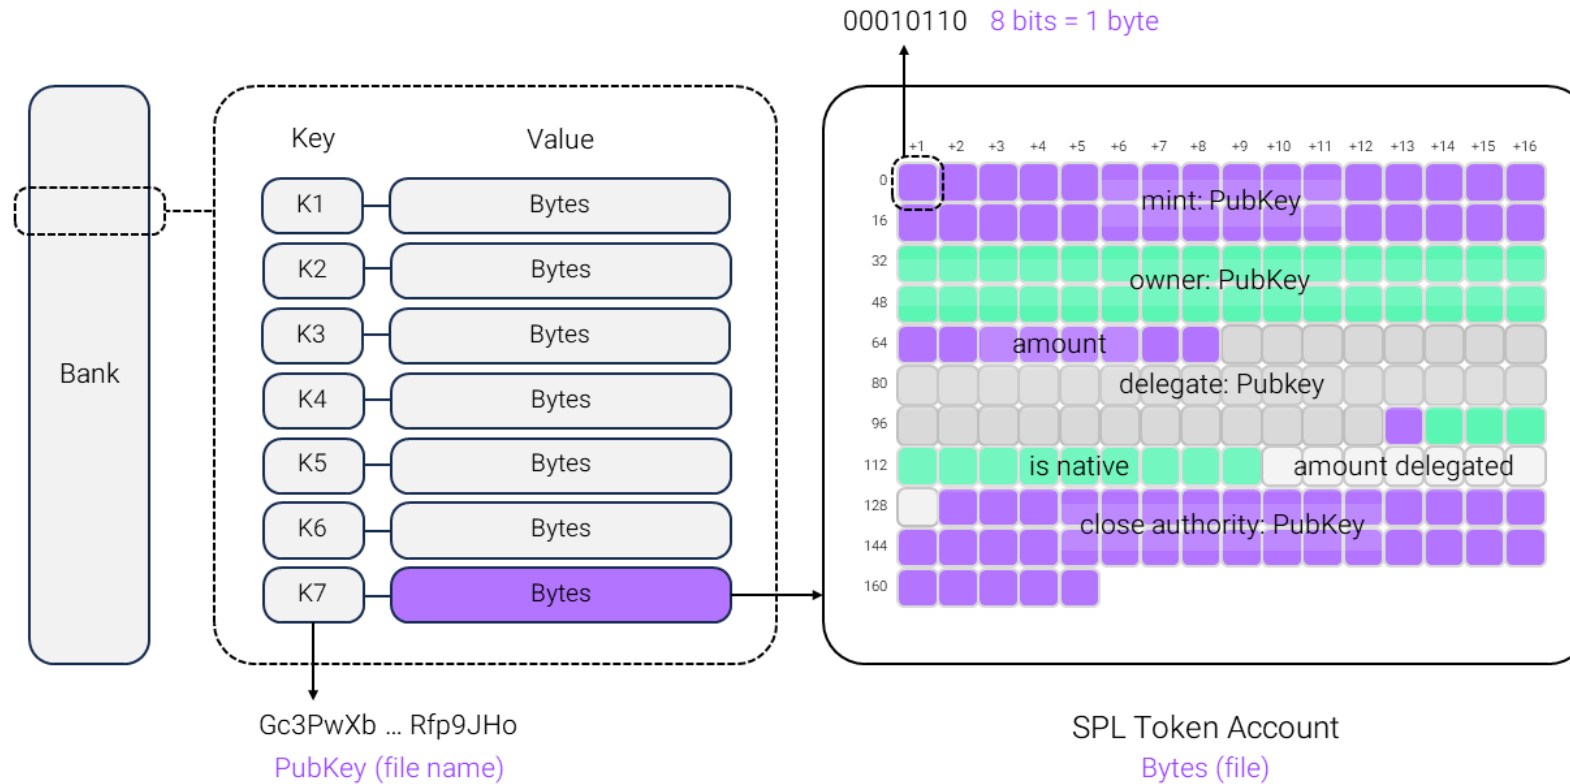 00010110 8 bits = 1 byte
Bank
Key Value
K1 Bytes
K2 Bytes
K3 Bytes
K4 Bytes
K5 Bytes
K6 Bytes
K7 Bytes
Gc3PwXb ... Rfp9JHo
PubKey (file name)
+1 +2 +3 +4 +5 +6 +7 +8 +9 +10 +11 +12 +13 +14 +15 +16
0
mint: PubKey
16
32
owner: PubKey
48
64 amount
80 delegate: Pubkey
96
112 is native amount delegated
128
close authority: PubKey
144
160
SPL Token Account
Bytes (file)